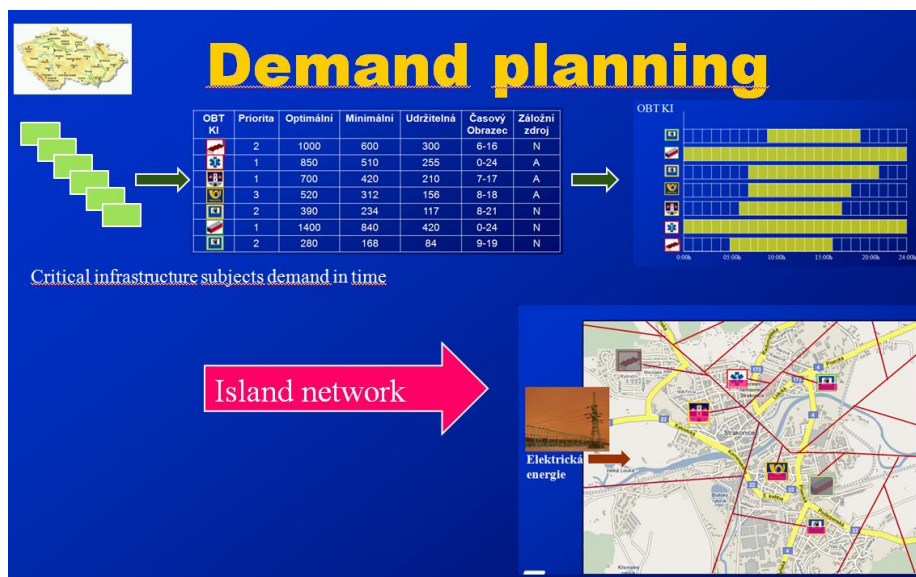 Demand planning
OBT KI Priorita Optimální Minimální Udržitelná Časový Obrazec Záložní zdroj
2 1000 600 300 6-16 N
1 850 510 255 0-24 A
1 700 420 210 7-17 A
3 520 312 156 8-18 A
2 390 234 117 8-21 N
1 1400 840 420 0-24 N
2 280 168 84 9-19 N
OBT KI
0:00h 05:00h 10:00h 15:00h 20:00h 24:00h
Critical infrastructure subjects demand in time
Island network
Elektrická
energie
Strakonice
22
4